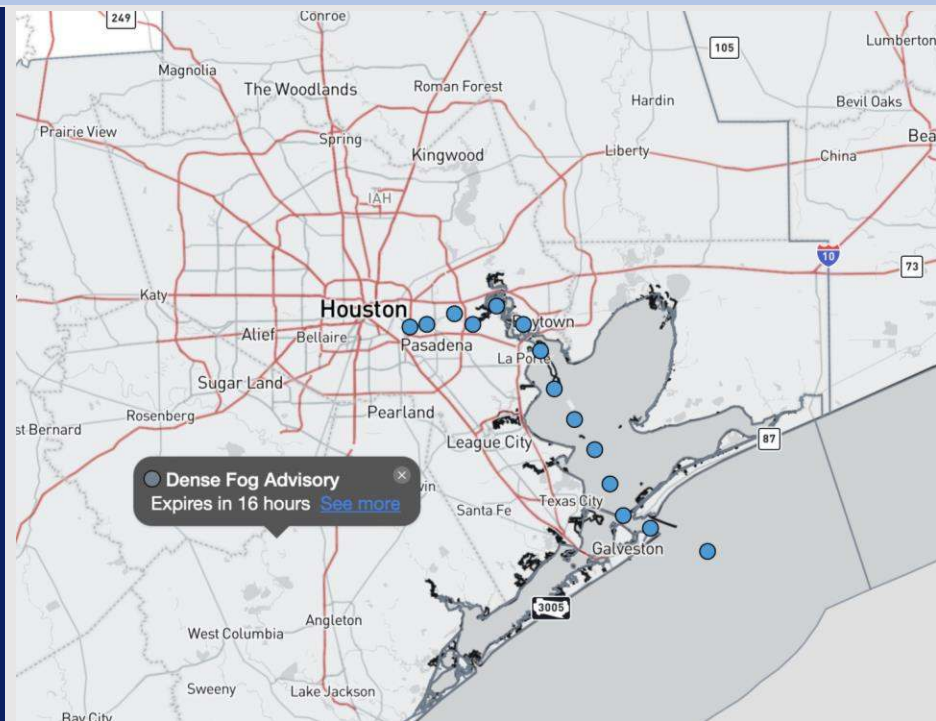 249
Conroe
105
Lumberton
Magnolia
The Woodlands
Roman Forest
Hardin
Bevil Oaks
Prairie View
Spring
Kingwood
Liberty
China
Bea
IAH
10
73
Katy
Houston
ytown
Alief
Bellaire
Pasadena
La Porte
Sugar Land
Rosenberg
Pearland
st Bernard
League City
87
Dense Fog Advisory
Expires in 16 hours See more
vin
Santa Fe
Texas City
Galveston
3005
Angleton
West Columbia
Sweeny
Lake Jackson
Bay City